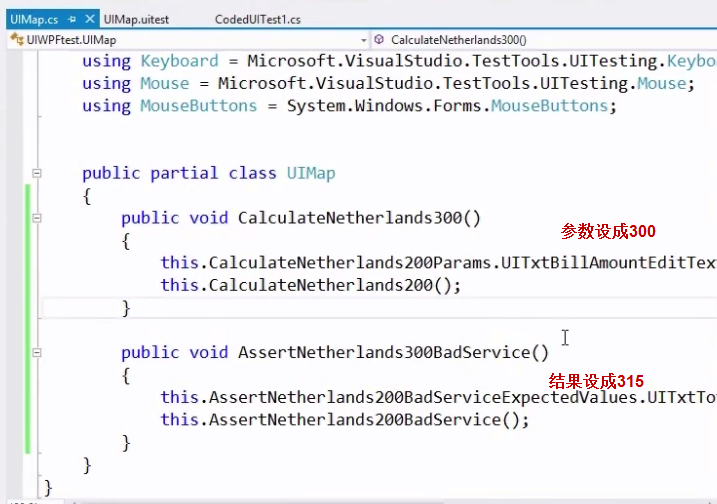 UIMap.cs UIMap.uitest CodedUITest1.cs
UIWPFtest.UIMap CalculateNetherlands300()
using Keyboard = Microsoft.VisualStudio.TestTools.UITesting.Keybo
using Mouse = Microsoft.VisualStudio.TestTools.UITesting.Mouse;
using MouseButtons = System.Windows.Forms.MouseButtons;
public partial class UIMap
{
public void CalculateNetherlands300()
参数设成300
{
this.CalculateNetherlands200Params.UITxtBillAmountEditTex
this.CalculateNetherlands200();
}
public void AssertNetherlands300BadService()
{
结果设成315
this.AssertNetherlands200BadServiceExpectedValues.UITxtTo
this.AssertNetherlands200BadService();
}
}
}